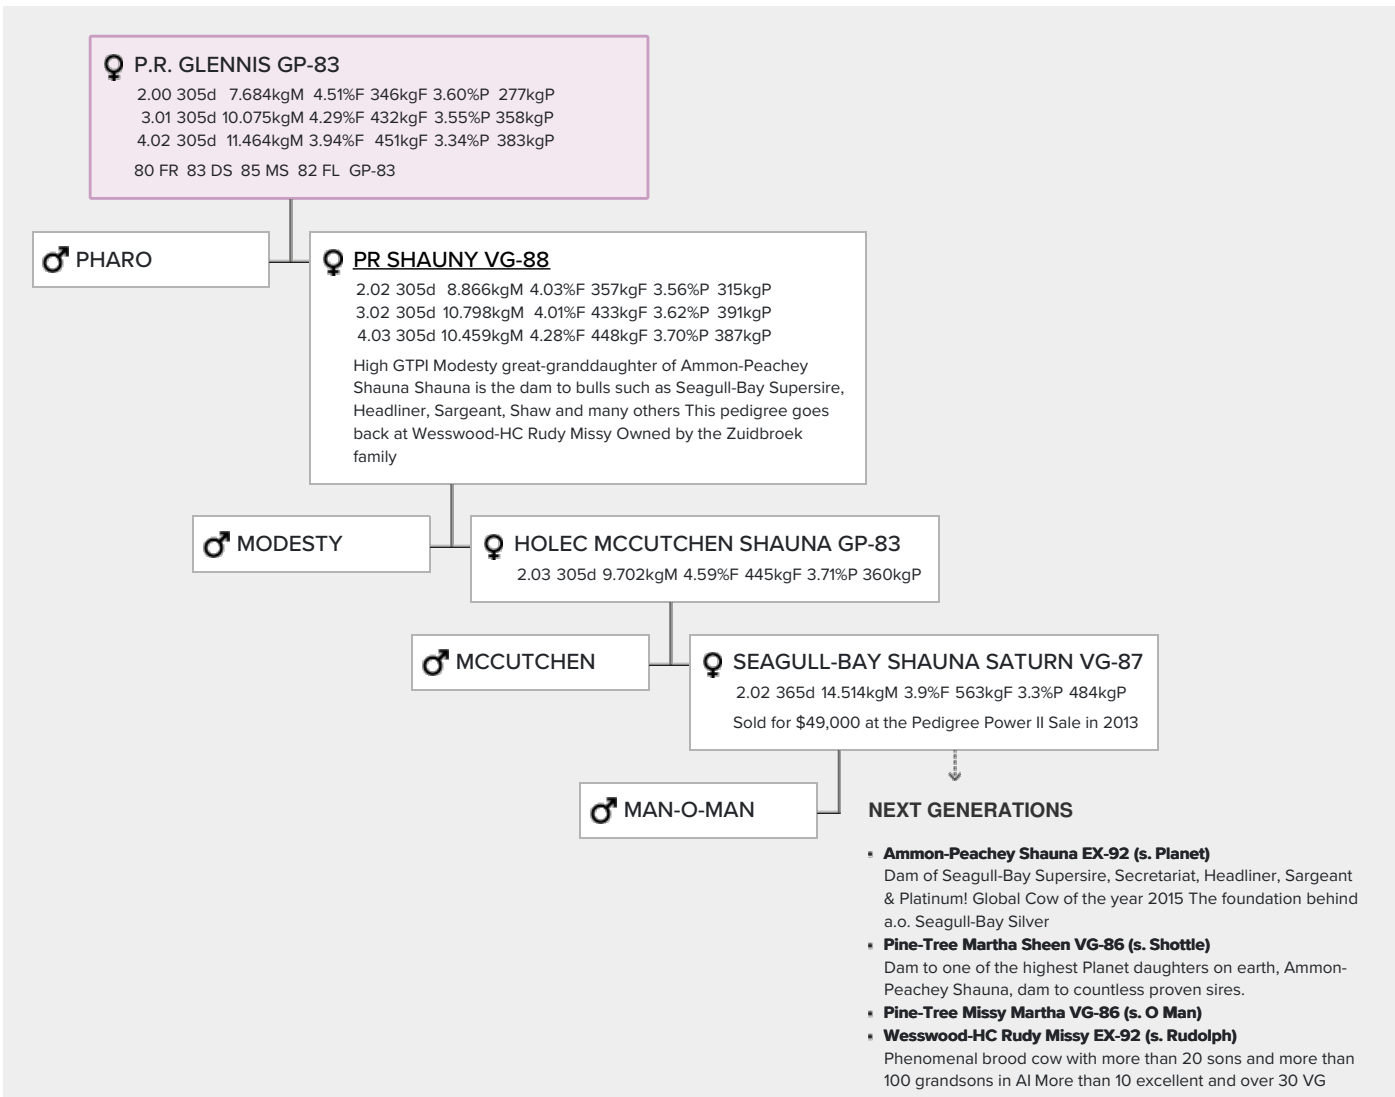 P.R. GLENNIS GP-83
2.00 305d 7.684kgM 4.51%F 346kgF 3.60%P 277kgP
3.01 305d 10.075kgM 4.29%F 432kgF 3.55%P 358kgP
4.02 305d 11.464kgM 3.94%F 451kgF 3.34%P 383kgP
80 FR 83 DS 85 MS 82 FL GP-83
PHARO
PR SHAUNY VG-88
2.02 305d 8.866kgM 4.03%F 357kgF 3.56%P 315kgP
3.02 305d 10.798kgM 4.01%F 433kgF 3.62%P 391kgP
4.03 305d 10.459kgM 4.28%F 448kgF 3.70%P 387kgP
High GTPI Modesty great-granddaughter of Ammon-Peachey
Shauna Shauna is the dam to bulls such as Seagull-Bay Supersire,
Headliner, Sargeant, Shaw and many others This pedigree goes
back at Wesswood-HC Rudy Missy Owned by the Zuidbroek
family
MODESTY
HOLEC MCCUTCHEN SHAUNA GP-83
2.03 305d 9.702kgM 4.59%F 445kgF 3.71%P 360kgP
MCCUTCHEN
SEAGULL-BAY SHAUNA SATURN VG-87
2.02 365d 14.514kgM 3.9%F 563kgF 3.3%P 484kgP
Sold for $49,000 at the Pedigree Power II Sale in 2013
MAN-O-MAN
NEXT GENERATIONS
Ammon-Peachey Shauna EX-92 (s. Planet)
Dam of Seagull-Bay Supersire, Secretariat, Headliner, Sargeant
& Platinum! Global Cow of the year 2015 The foundation behind
a.o. Seagull-Bay Silver
Pine-Tree Martha Sheen VG-86 (s. Shottle)
Dam to one of the highest Planet daughters on earth, Ammon-
Peachey Shauna, dam to countless proven sires.
Pine-Tree Missy Martha VG-86 (s. O Man)
Wesswood-HC Rudy Missy EX-92 (s. Rudolph)
Phenomenal brood cow with more than 20 sons and more than
100 grandsons in AI More than 10 excellent and over 30 VG